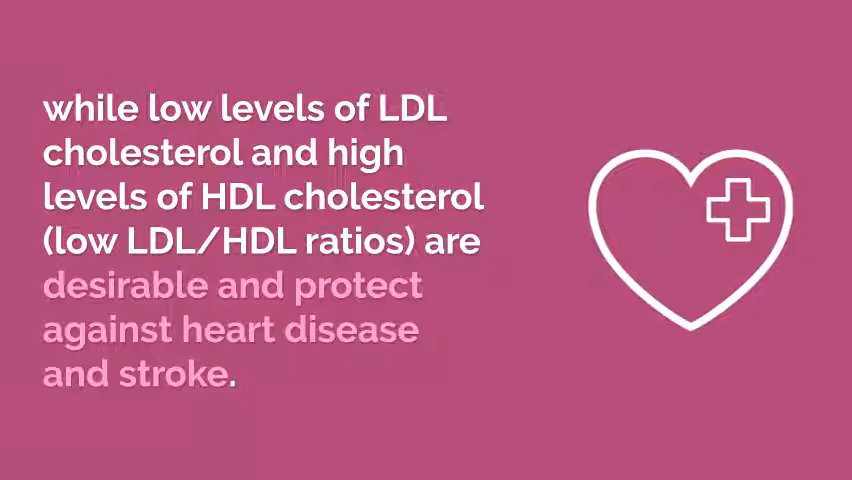 while low levels of LDL
cholesterol and high
levels of HDL cholesterol
(low LDL/HDL ratios) are
desirable and protect
against heart disease
and stroke.